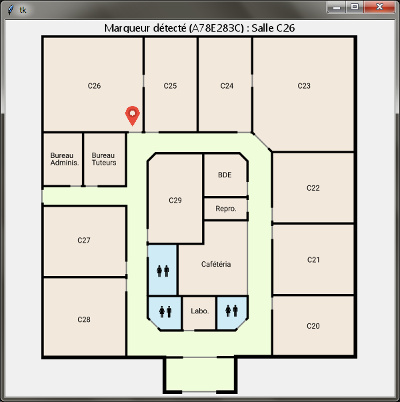 tk
Marqueur détecté (A78E283C) : Salle C26
C26
C25
C24
C23
Bureau
Adminis.
Bureau
Tuteurs
BDE
C29
Repro.
C22
C27
Cafétéria
C21
C28
Labo.
C20